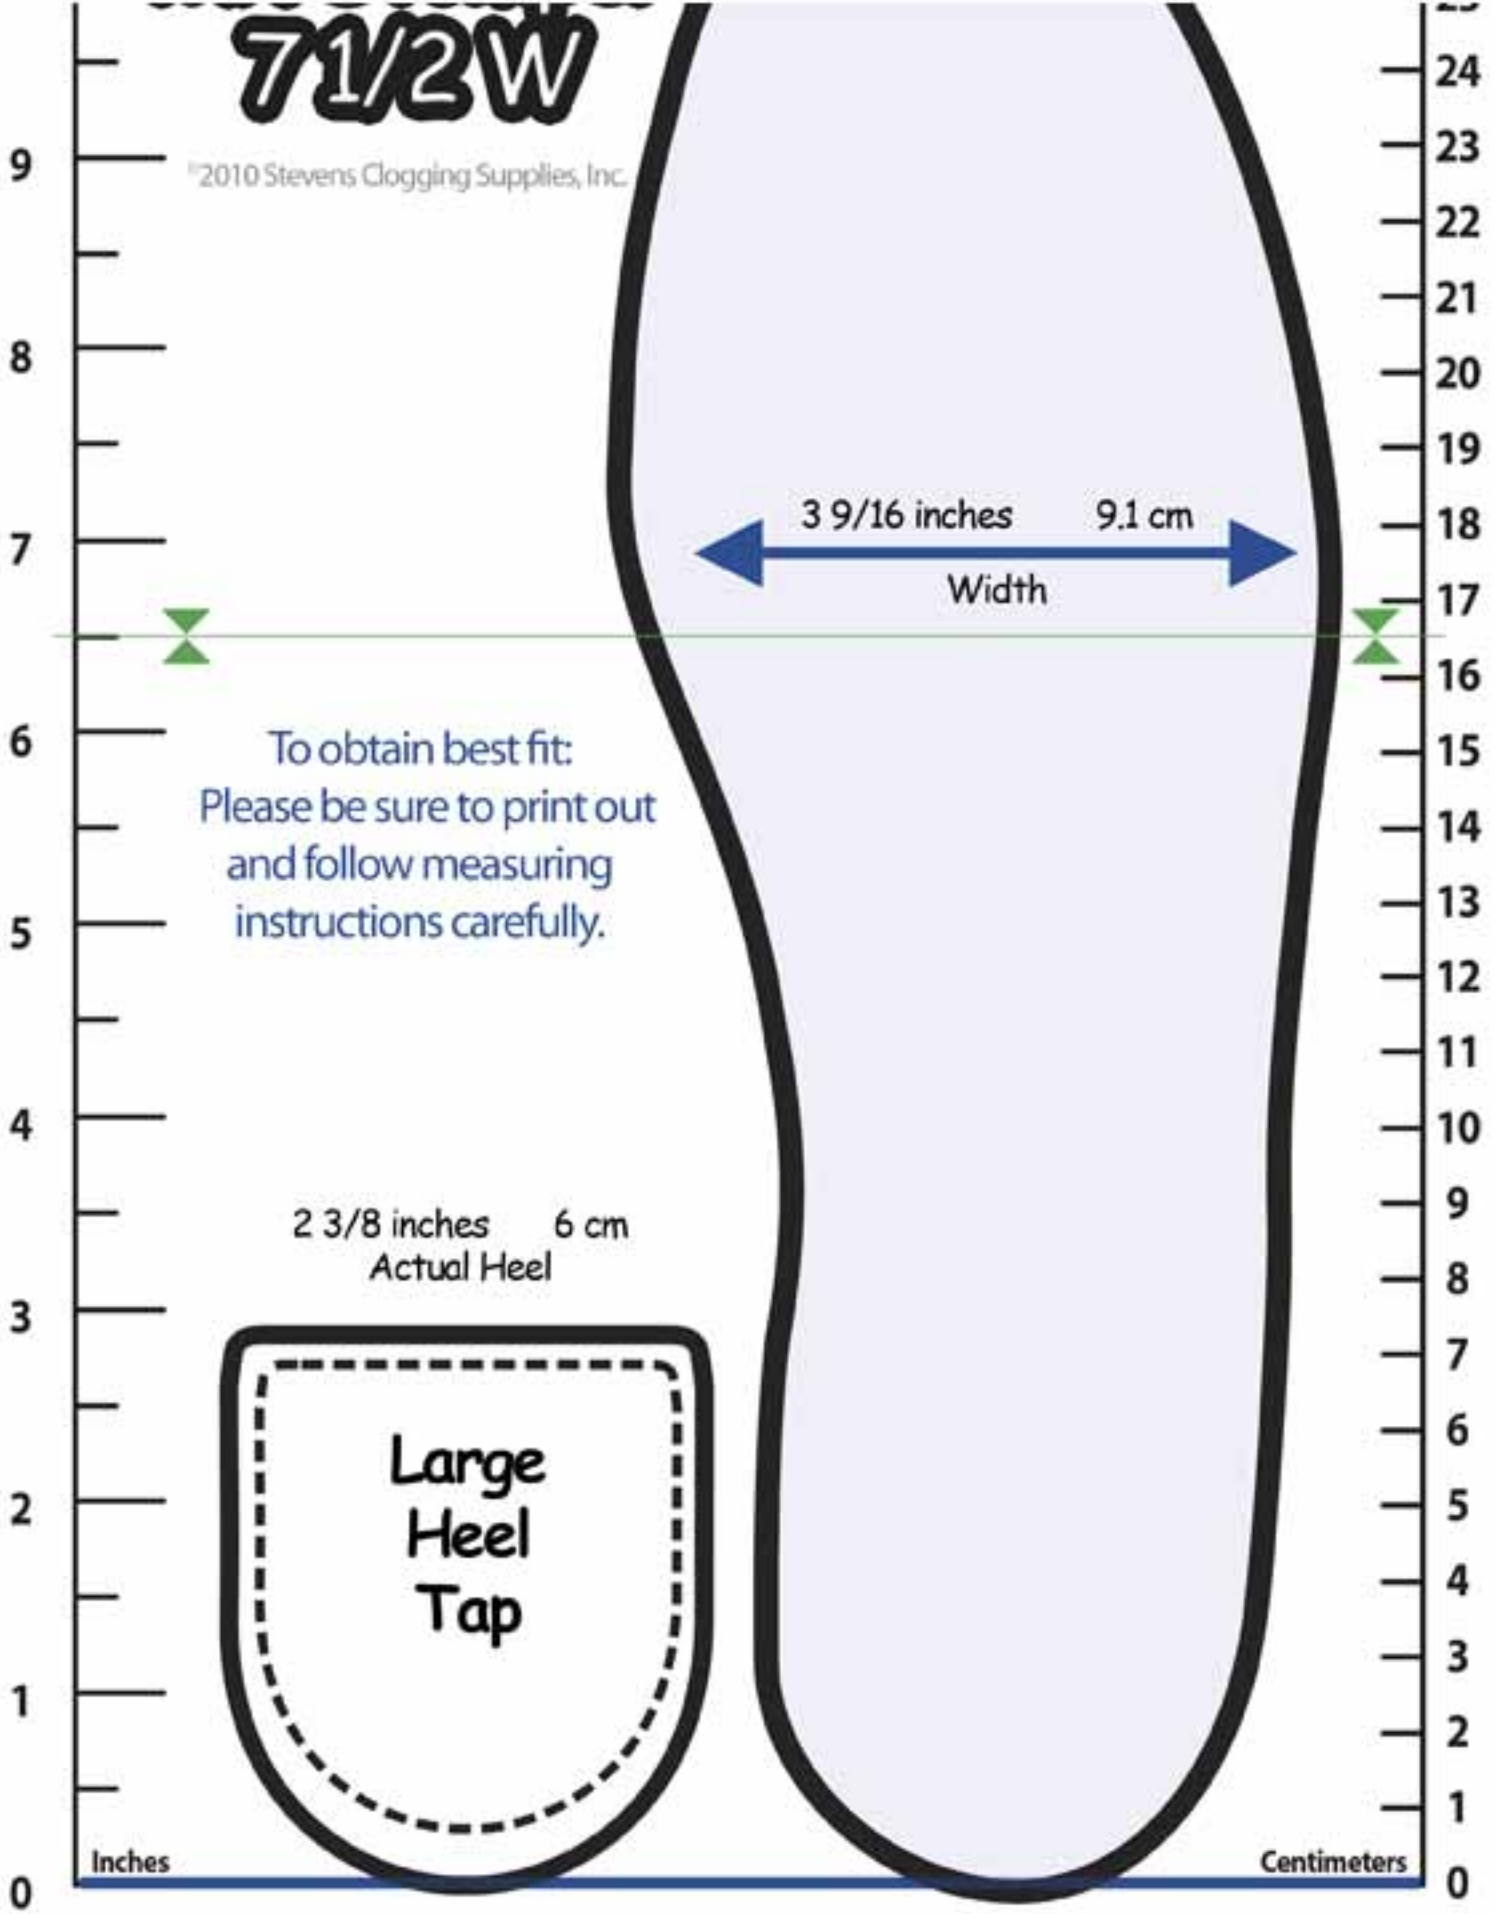 7 1/2 W
©2010 Stevens Clogging Supplies, Inc.
3 9/16 inches 9.1 cm
Width
To obtain best fit:
Please be sure to print out
and follow measuring
instructions carefully.
2 3/8 inches 6 cm
Actual Heel
Large
Heel
Tap
Inches
Centimeters
9
8
7
6
5
4
3
2
1
0
24
23
22
21
20
19
18
17
16
15
14
13
12
11
10
9
8
7
6
5
4
3
2
1
0